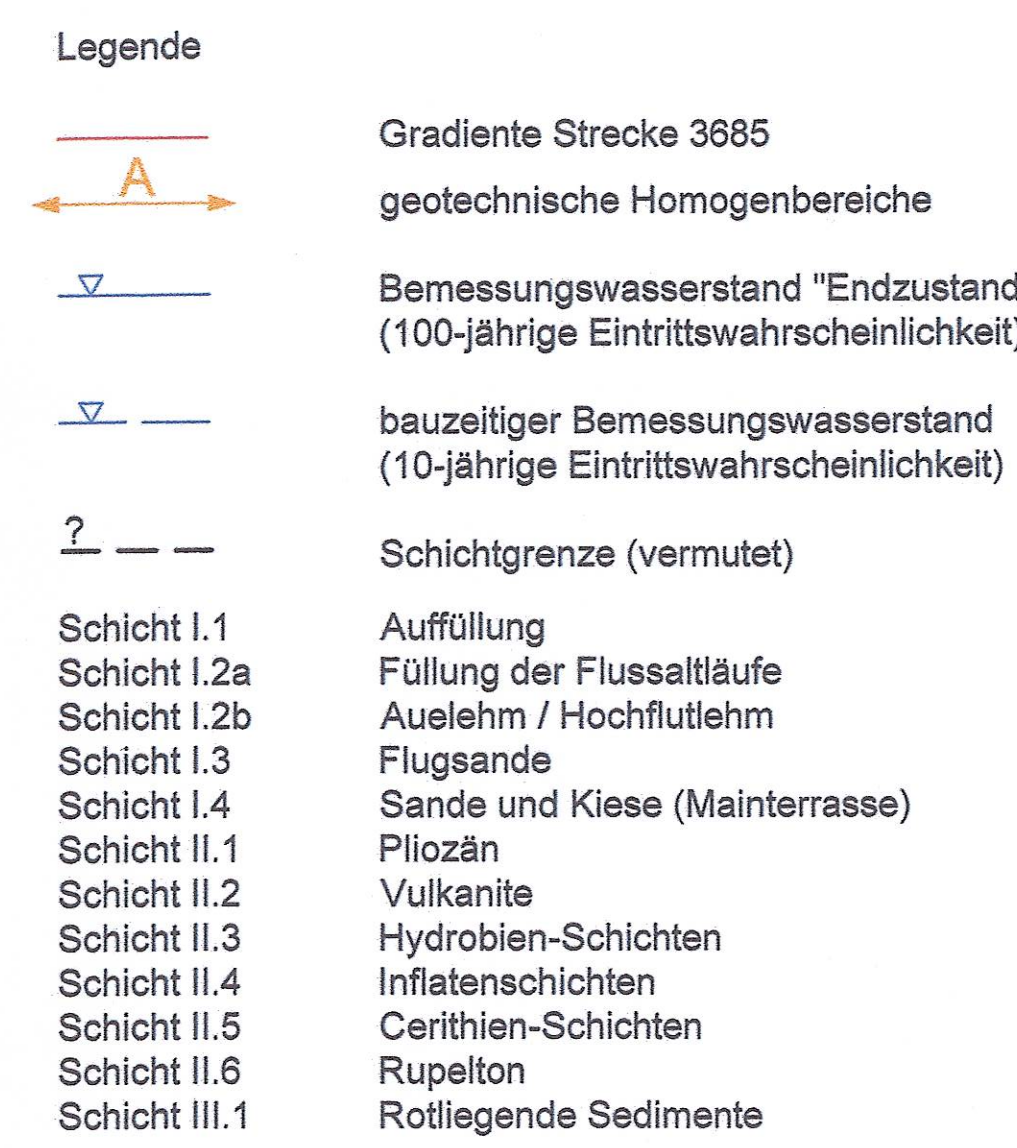 Legende
Gradiente Strecke 3685
A
geotechnische Homogenbereiche
Bemessungswasserstand "Endzustand
(100-jährige Eintrittswahrscheinlichkeit)
bauzeitiger Bemessungswasserstand
(10-jährige Eintrittswahrscheinlichkeit)
?
Schichtgrenze (vermutet)
Schicht I.1 Auffüllung
Schicht I.2a Füllung der Flussaltläufe
Schicht I.2b Auelehm / Hochflutlehm
Schicht I.3 Flugsande
Schicht I.4 Sande und Kiese (Mainterrasse)
Schicht II.1 Pliozän
Schicht II.2 Vulkanite
Schicht II.3 Hydrobien-Schichten
Schicht II.4 Inflatenschichten
Schicht II.5 Cerithien-Schichten
Schicht II.6 Rupelton
Schicht III.1 Rotliegende Sedimente